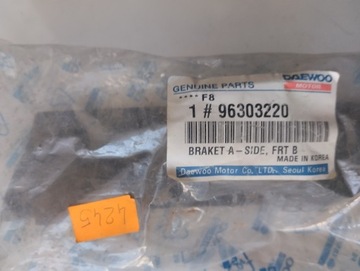 GENUINE PARTS
DAEWOO
MOTOR
**** F8
1 # 96303220
BRAKET A-SIDE, FRT B
MADE IN KOREA
Daewoo Motor Co., LTD., Seoul Korea
4245